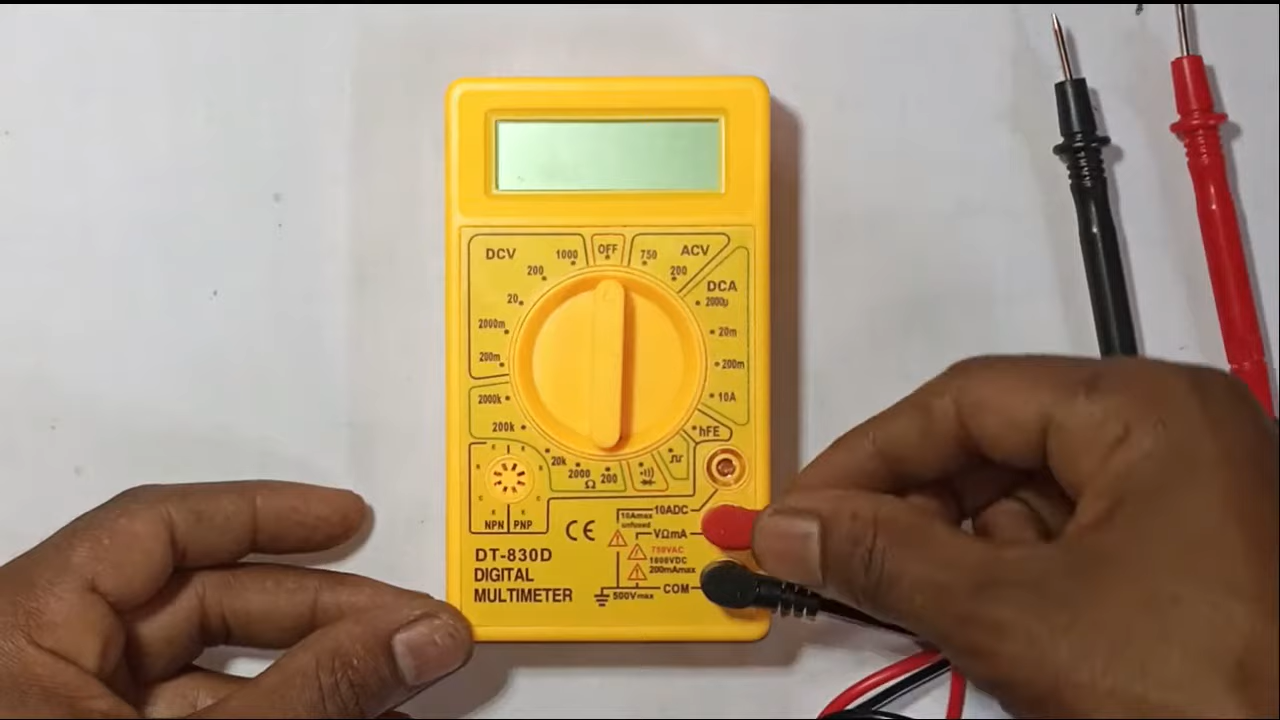 DCV
1000
OFF
750
ACV
200
200
DCA
20
2000µ
2000m
20m
200m
200m
2000k
10A
200k
hFE
20k
2000
200
Ω
NPN
PNP
CE
10Amax
unfused
10ADC
VΩmA
DT-830D
DIGITAL
MULTIMETER
750VAC
200mAmax
COM
500Vmax